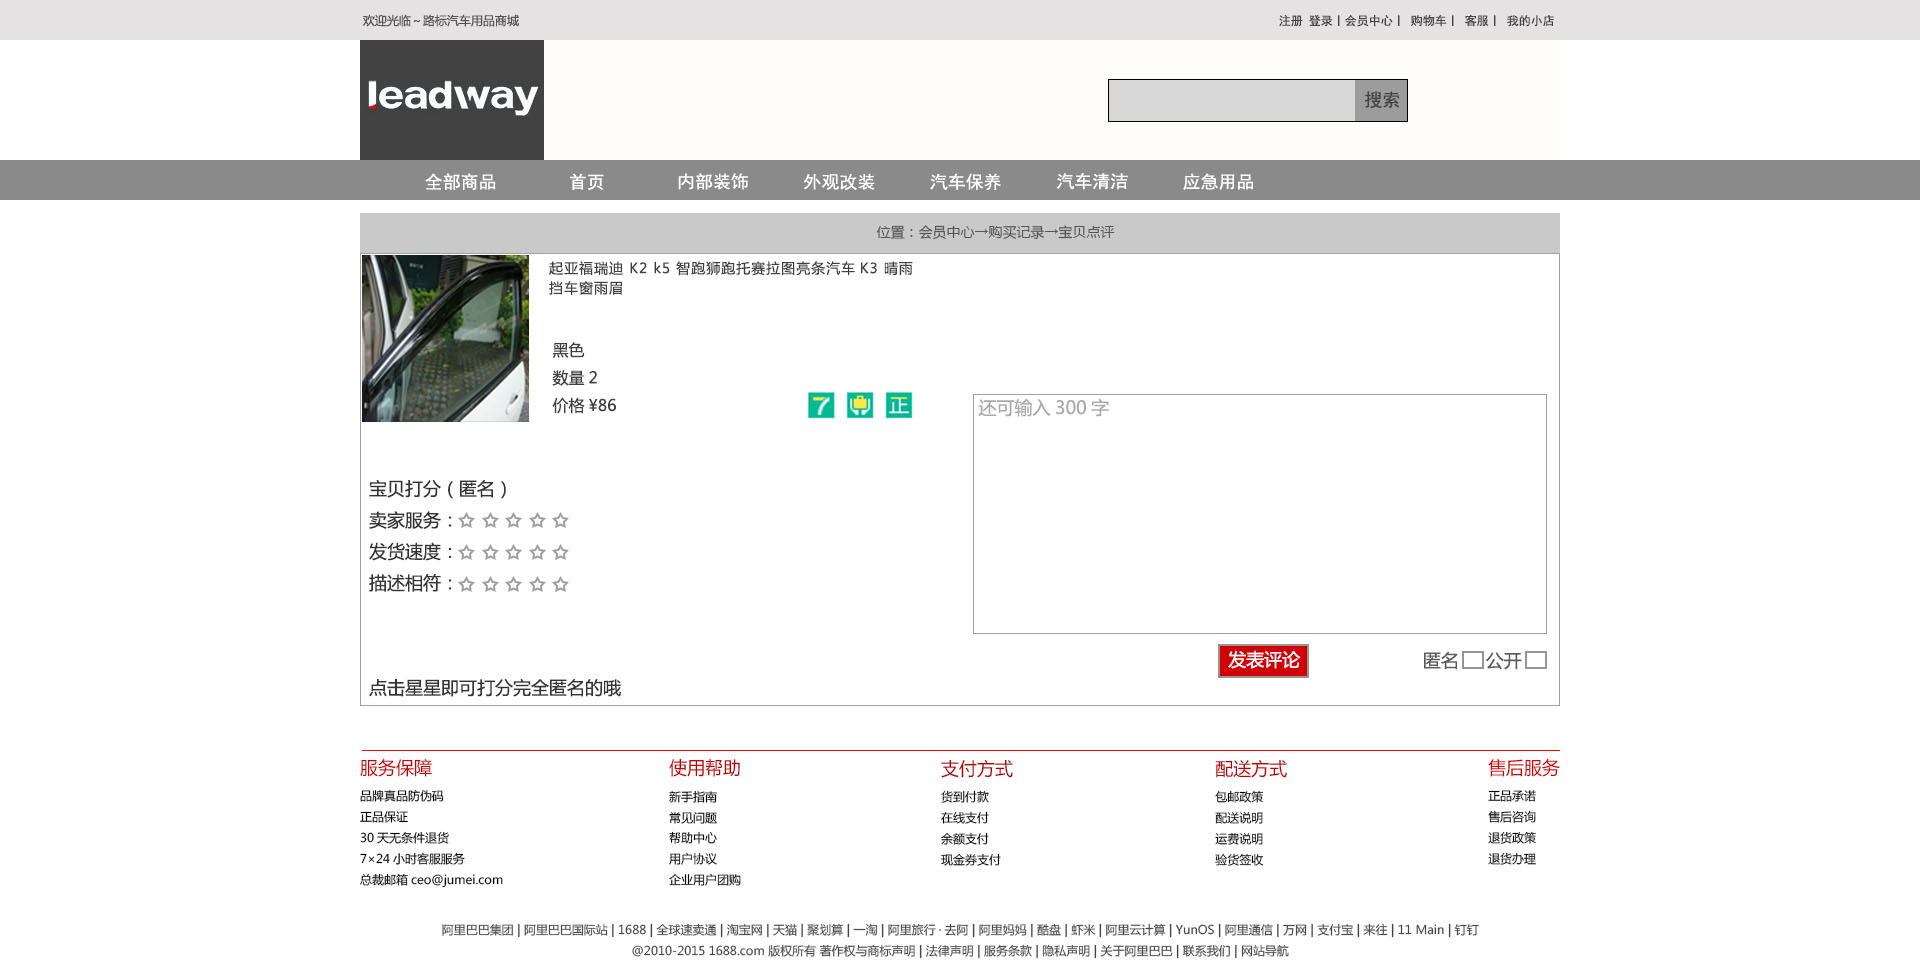 欢迎光临～路标汽车用品商城
注册 登录 | 会员中心 | 购物车 | 客服 | 我的小店
leadway
搜索
全部商品 首页 内部装饰 外观改装 汽车保养 汽车清洁 应急用品
位置：会员中心→购买记录→宝贝点评
起亚福瑞迪 K2 k5 智跑狮跑托赛拉图亮条汽车 K3 晴雨
挡车窗雨眉
黑色
数量 2
价格 ¥86
7 正
还可输入 300 字
宝贝打分（匿名）
卖家服务：
发货速度：
描述相符：
发表评论 匿名 公开
点击星星即可打分完全匿名的哦
服务保障
品牌真品防伪码
正品保证
30 天无条件退货
7×24 小时客服服务
总裁邮箱 ceo@jumei.com
使用帮助
新手指南
常见问题
帮助中心
用户协议
企业用户团购
支付方式
货到付款
在线支付
余额支付
现金券支付
配送方式
包邮政策
配送说明
运费说明
验货签收
售后服务
正品承诺
售后咨询
退货政策
退货办理
阿里巴巴集团 | 阿里巴巴国际站 | 1688 | 全球速卖通 | 淘宝网 | 天猫 | 聚划算 | 一淘 | 阿里旅行 · 去阿 | 阿里妈妈 | 酷盘 | 虾米 | 阿里云计算 | YunOS | 阿里通信 | 万网 | 支付宝 | 来往 | 11 Main | 钉钉
@2010-2015 1688.com 版权所有 著作权与商标声明 | 法律声明 | 服务条款 | 隐私声明 | 关于阿里巴巴 | 联系我们 | 网站导航